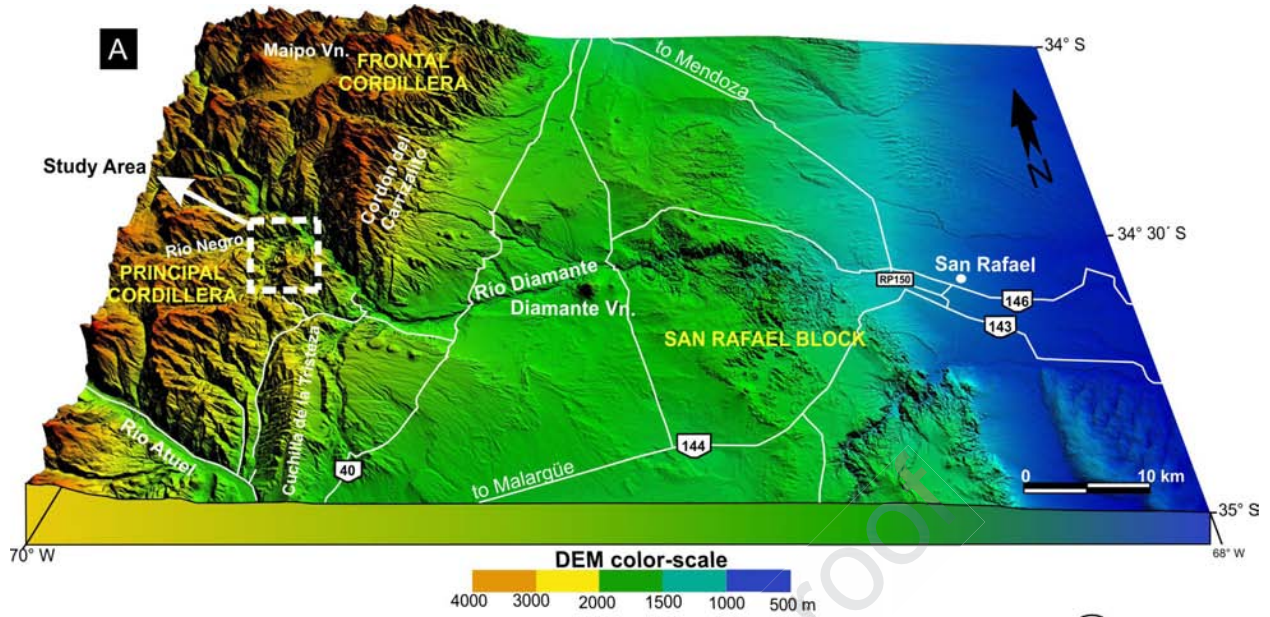 A
Maipo Vn.
FRONTAL
CORDILLERA
to Mendoza
34° S
N
Study Area
Cordon del
Carrizalito
Río Negro
PRINCIPAL
CORDILLERA
34° 30´ S
San Rafael
RP150
146
143
Río Diamante
Diamante Vn.
SAN RAFAEL BLOCK
Cuchilla de la Tristeza
Río Atuel
40
144
to Malargüe
0 10 km
35° S
70° W
68° W
DEM color-scale
4000 3000 2000 1500 1000 500 m
roof